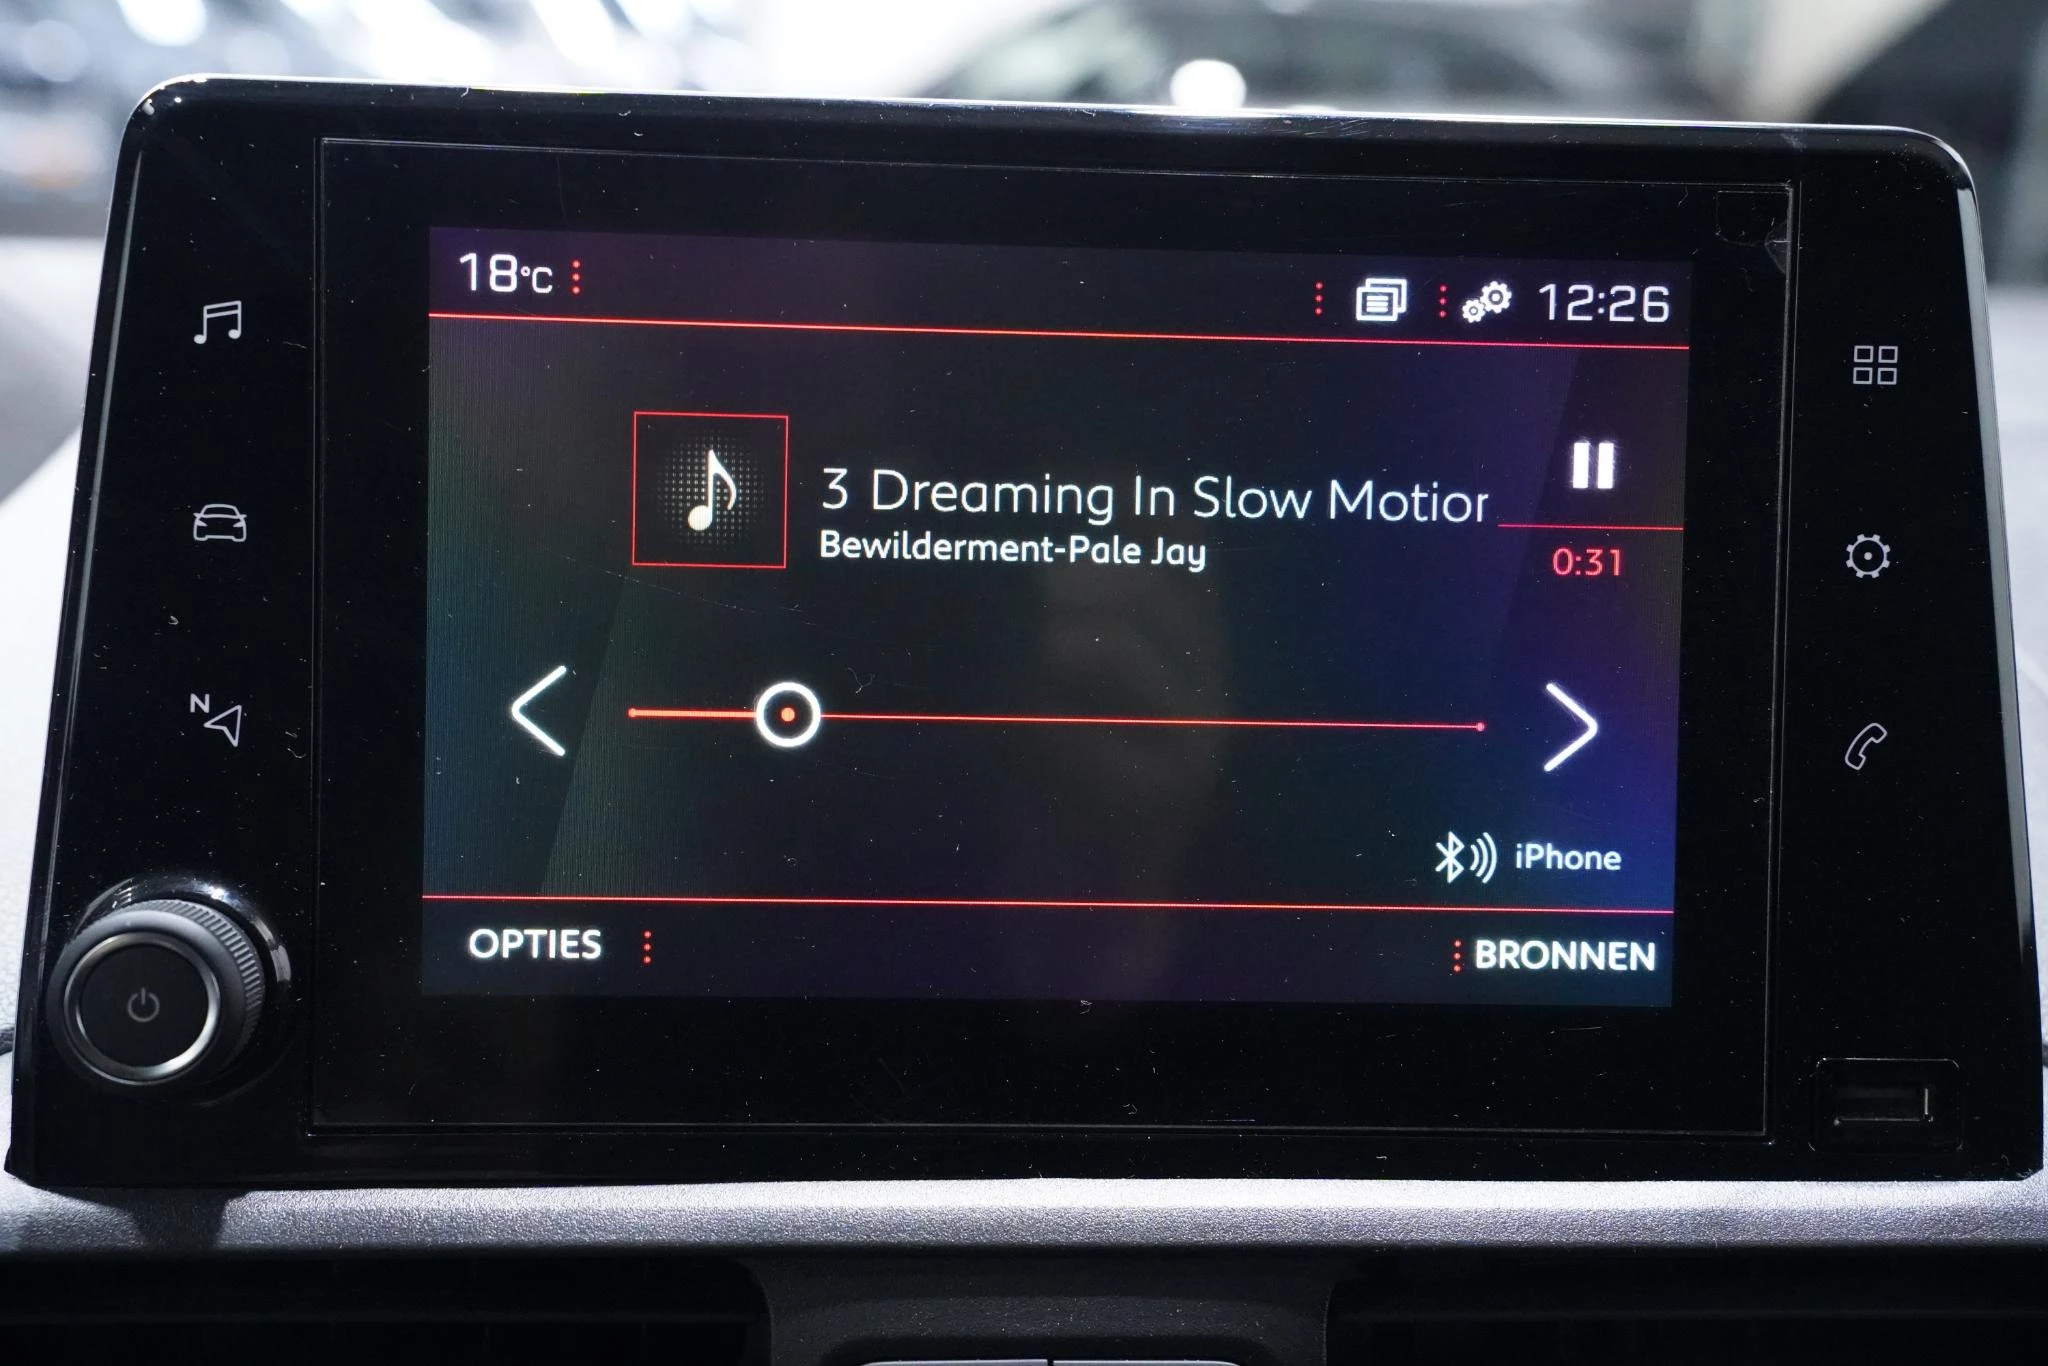 18°C
12:26
3 Dreaming In Slow Motior
Bewilderment-Pale Jay
0:31
N
iPhone
OPTIES
BRONNEN